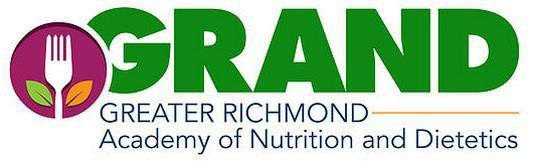 GRAND
GREATER RICHMOND
Academy of Nutrition and Dietetics